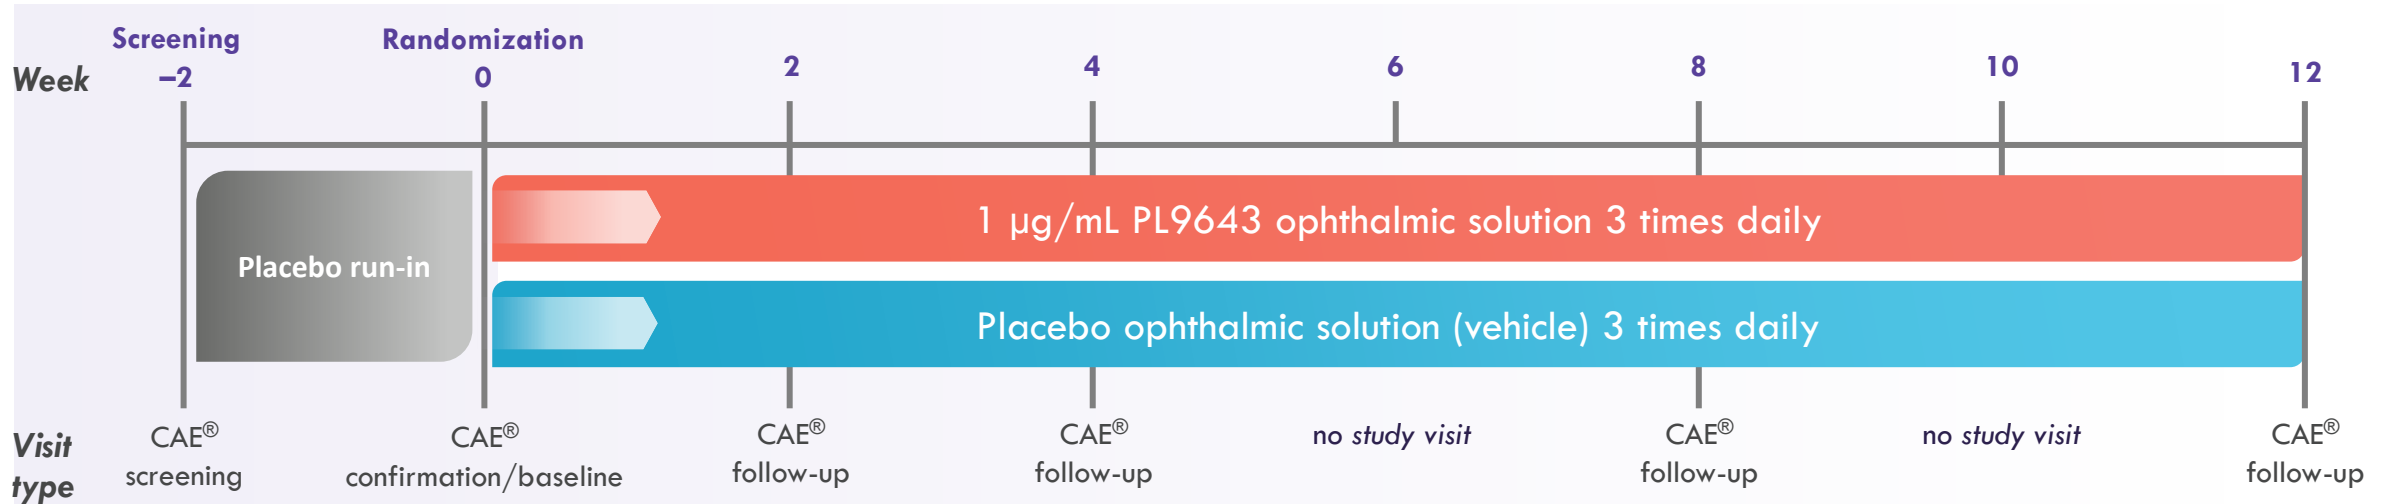 Screening
Randomization
Week
–2
0
2
4
6
8
10
12
Placebo run-in
1 µg/mL PL9643 ophthalmic solution 3 times daily
Placebo ophthalmic solution (vehicle) 3 times daily
Visit
type
CAE®
screening
CAE®
confirmation/baseline
CAE®
follow-up
CAE®
follow-up
no study visit
CAE®
follow-up
no study visit
CAE®
follow-up